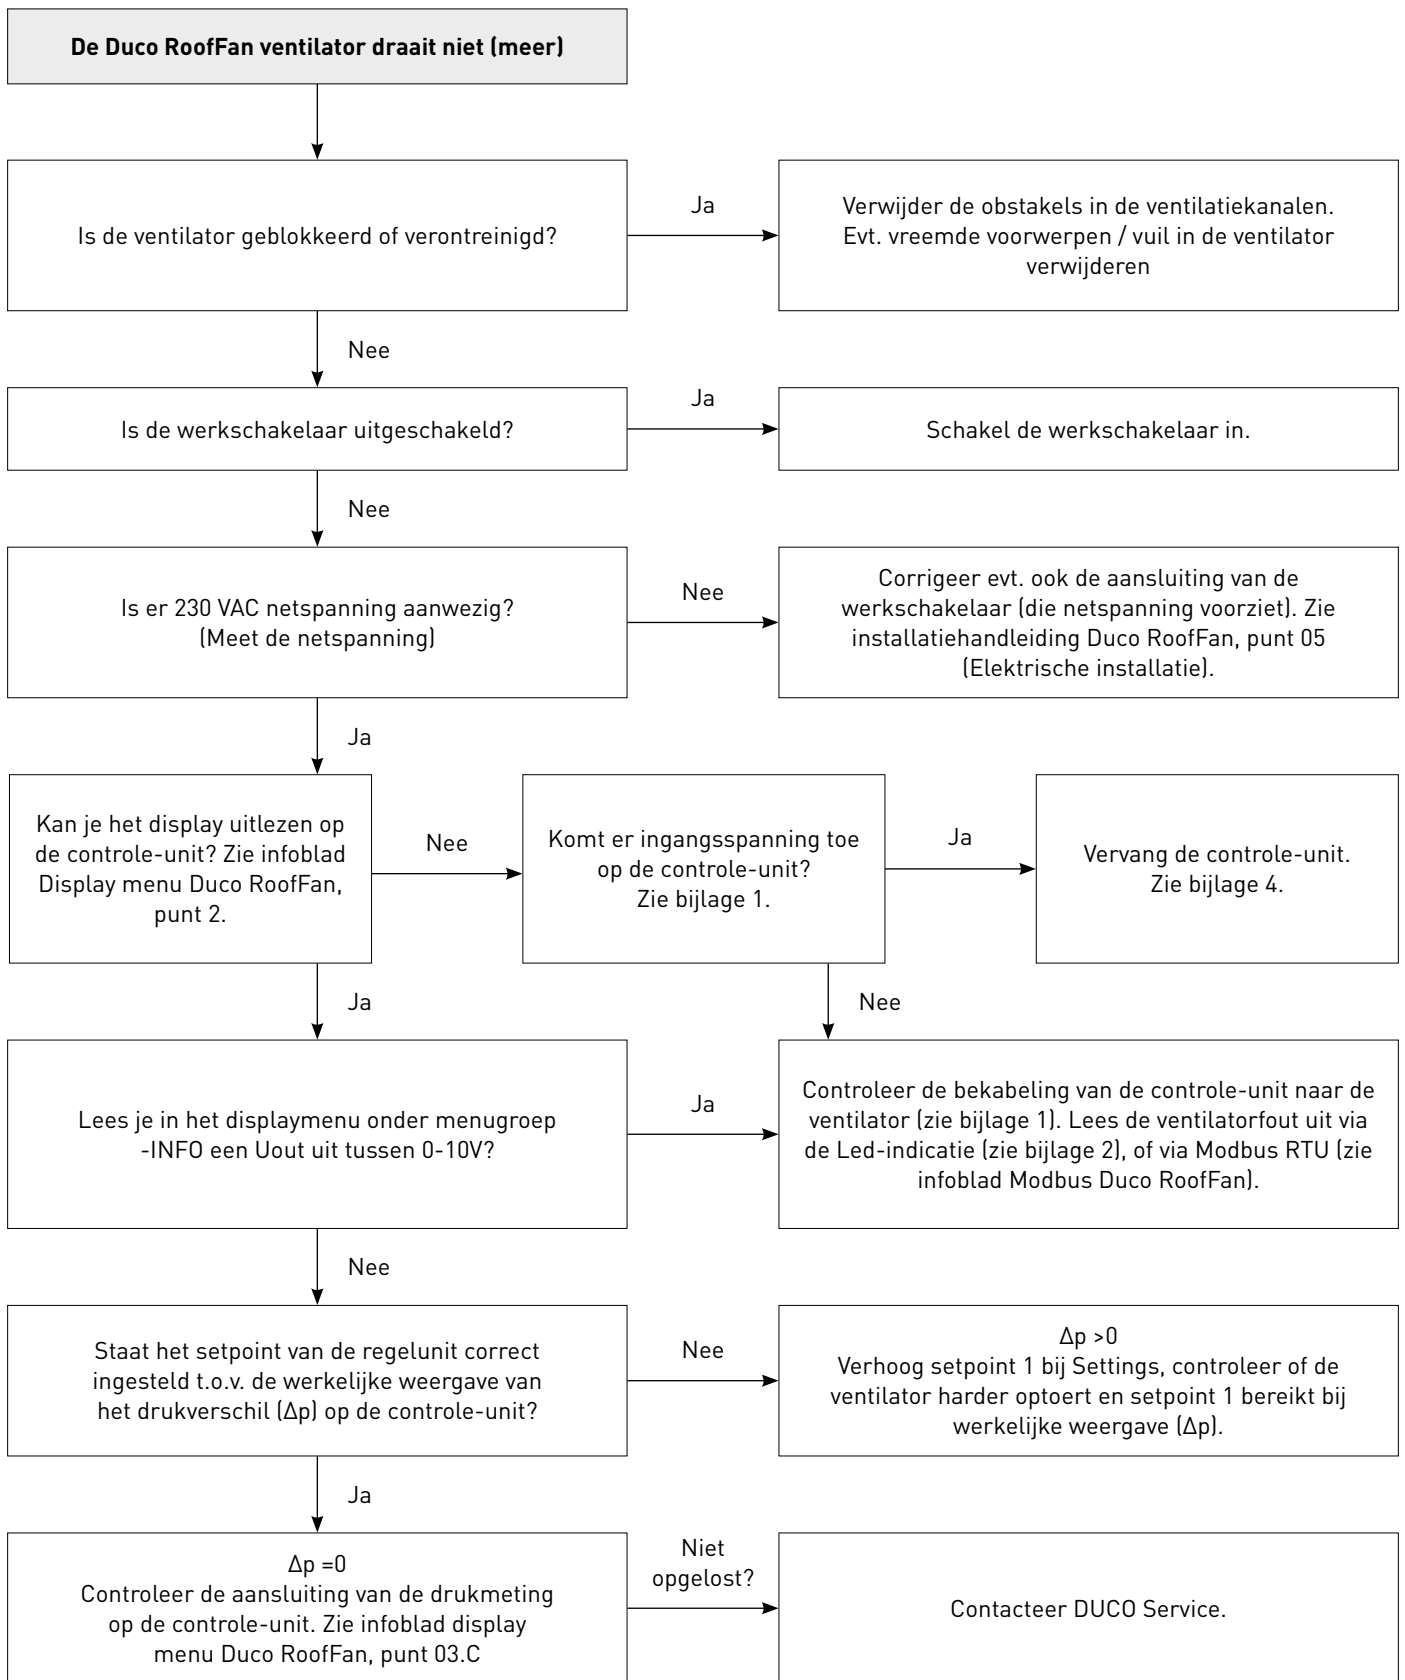 De Duco RoofFan ventilator draait niet (meer)
Is de ventilator geblokkeerd of verontreinigd?
Ja
Verwijder de obstakels in de ventilatiekanalen.
Evt. vreemde voorwerpen / vuil in de ventilator
verwijderen
Nee
Is de werkschakelaar uitgeschakeld?
Ja
Schakel de werkschakelaar in.
Nee
Is er 230 VAC netspanning aanwezig?
(Meet de netspanning)
Nee
Corrigeer evt. ook de aansluiting van de
werkschakelaar (die netspanning voorziet). Zie
installatiehandleiding Duco RoofFan, punt 05
(Elektrische installatie).
Ja
Kan je het display uitlezen op
de controle-unit? Zie infoblad
Display menu Duco RoofFan,
punt 2.
Nee
Komt er ingangsspanning toe
op de controle-unit?
Zie bijlage 1.
Ja
Vervang de controle-unit.
Zie bijlage 4.
Ja
Nee
Lees je in het displaymenu onder menugroep
-INFO een Uout uit tussen 0-10V?
Ja
Controleer de bekabeling van de controle-unit naar de
ventilator (zie bijlage 1). Lees de ventilatorfout uit via
de Led-indicatie (zie bijlage 2), of via Modbus RTU (zie
infoblad Modbus Duco RoofFan).
Nee
Staat het setpoint van de regelunit correct
ingesteld t.o.v. de werkelijke weergave van
het drukverschil (Δp) op de controle-unit?
Nee
Δp >0
Verhoog setpoint 1 bij Settings, controleer of de
ventilator harder optoert en setpoint 1 bereikt bij
werkelijke weergave (Δp).
Ja
Δp =0
Controleer de aansluiting van de drukmeting
op de controle-unit. Zie infoblad display
menu Duco RoofFan, punt 03.C
Niet
opgelost?
Contacteer DUCO Service.